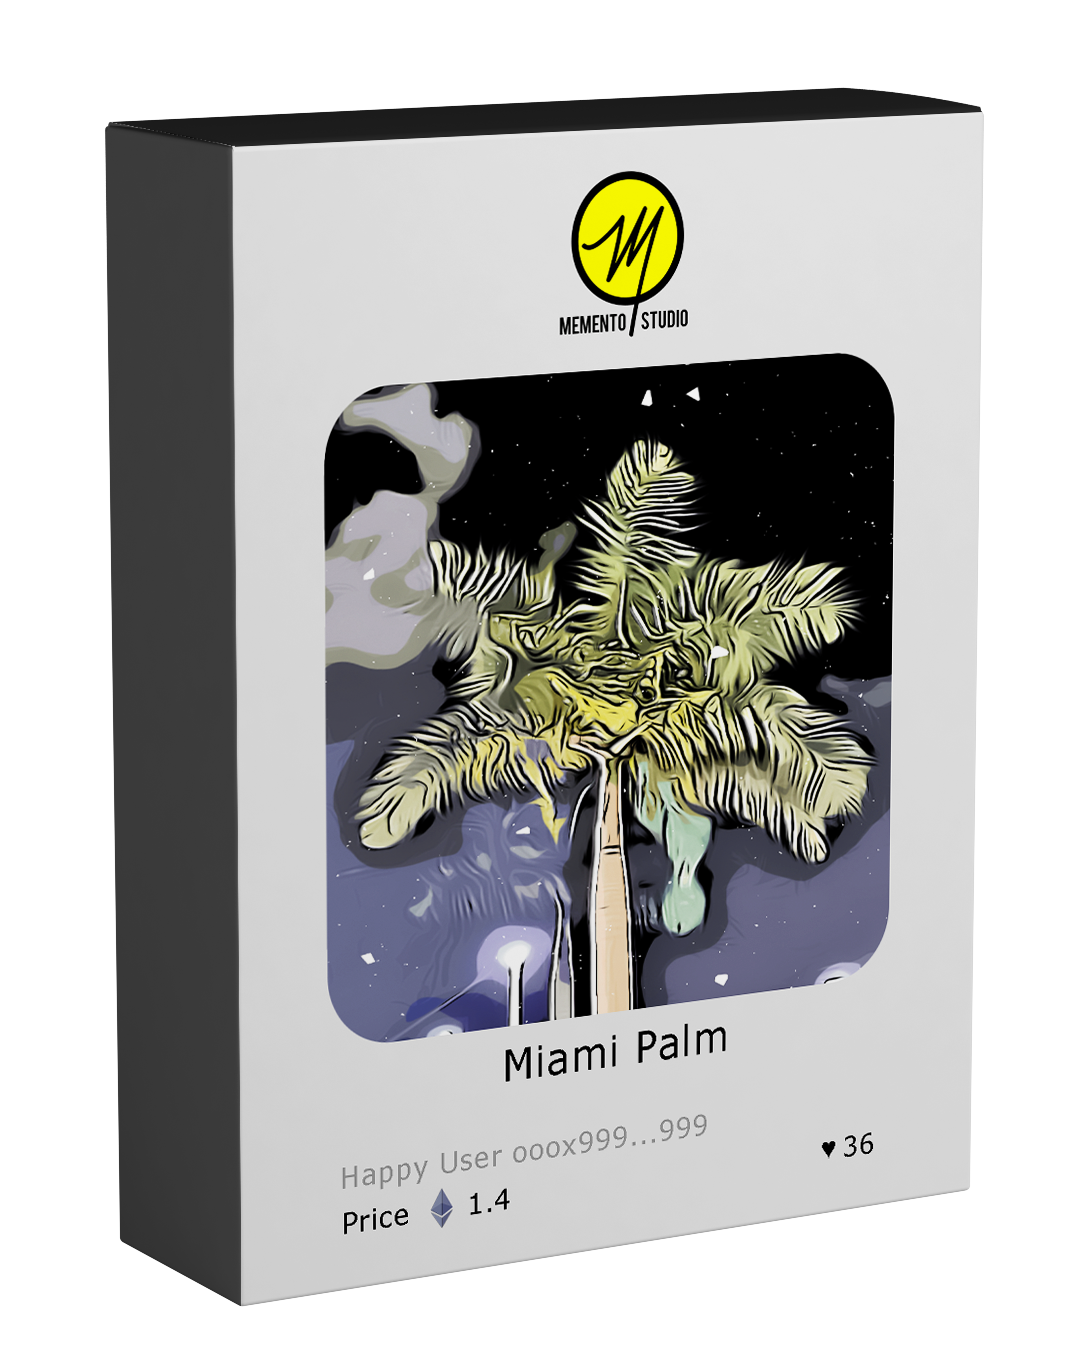 M
MEMENTO STUDIO
Miami Palm
Happy User ooox999...999
♥ 36
Price 1.4